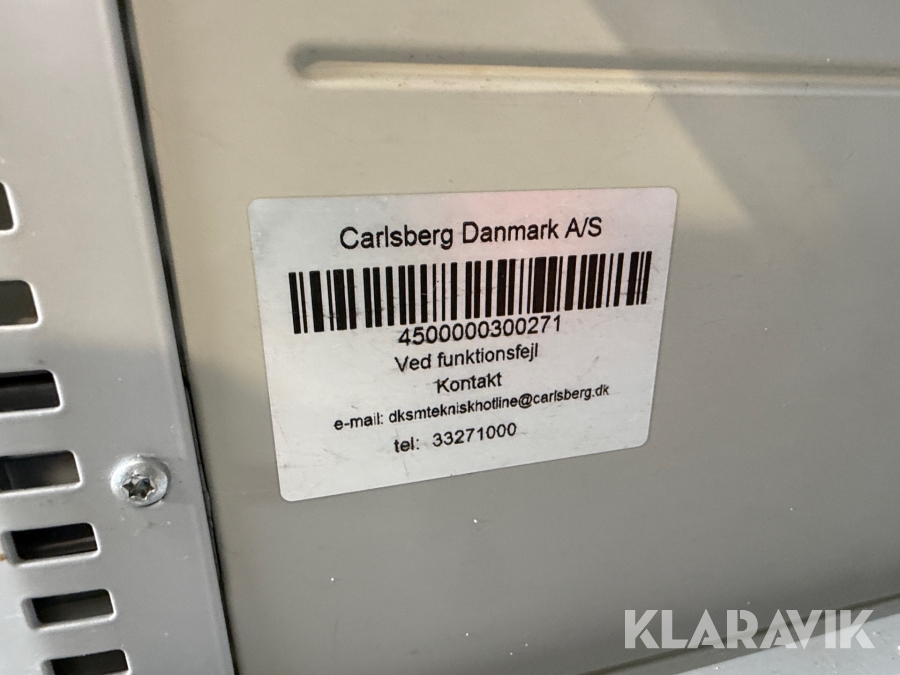 Carlsberg Danmark A/S
4500000300271
Ved funktionsfejl
Kontakt
e-mail: dksmtekniskhotline@carlsberg.dk
tel: 33271000
KLARAVIK